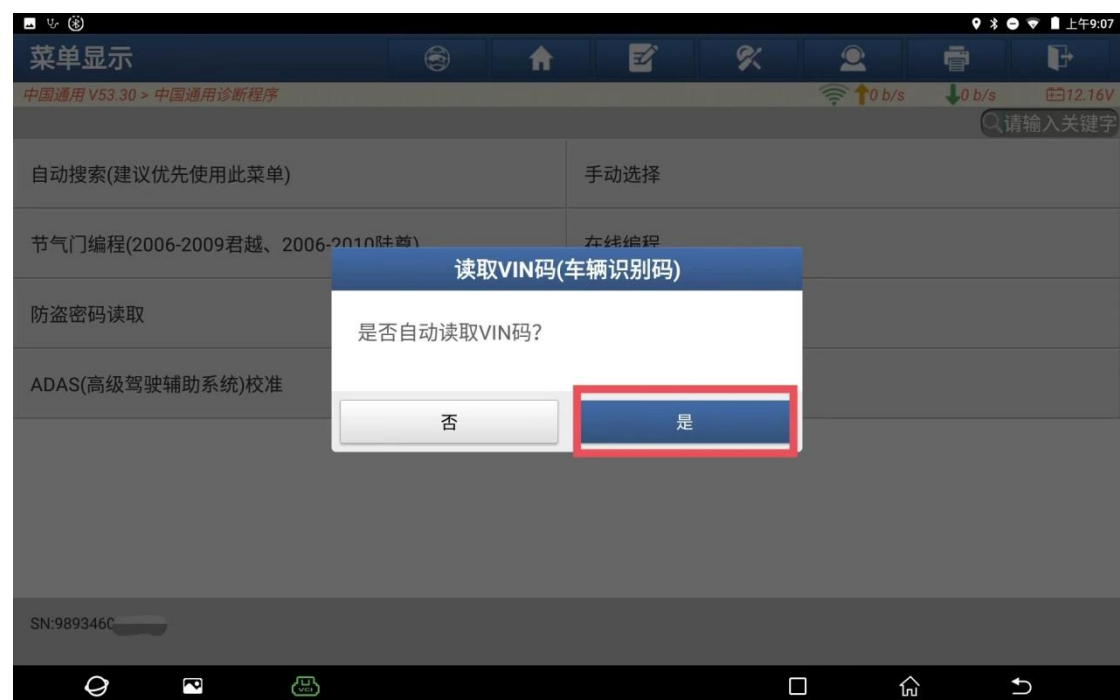 上午9:07
菜单显示
中国通用 V53.30 > 中国通用诊断程序
0 b/s
0 b/s
12.16V
请输入关键字
自动搜索(建议优先使用此菜单)
手动选择
节气门编程(2006-2009君越、2006-2010陆尊)
在线编程
读取VIN码(车辆识别码)
防盗密码读取
是否自动读取VIN码?
ADAS(高级驾驶辅助系统)校准
否
是
SN:989346
VCI